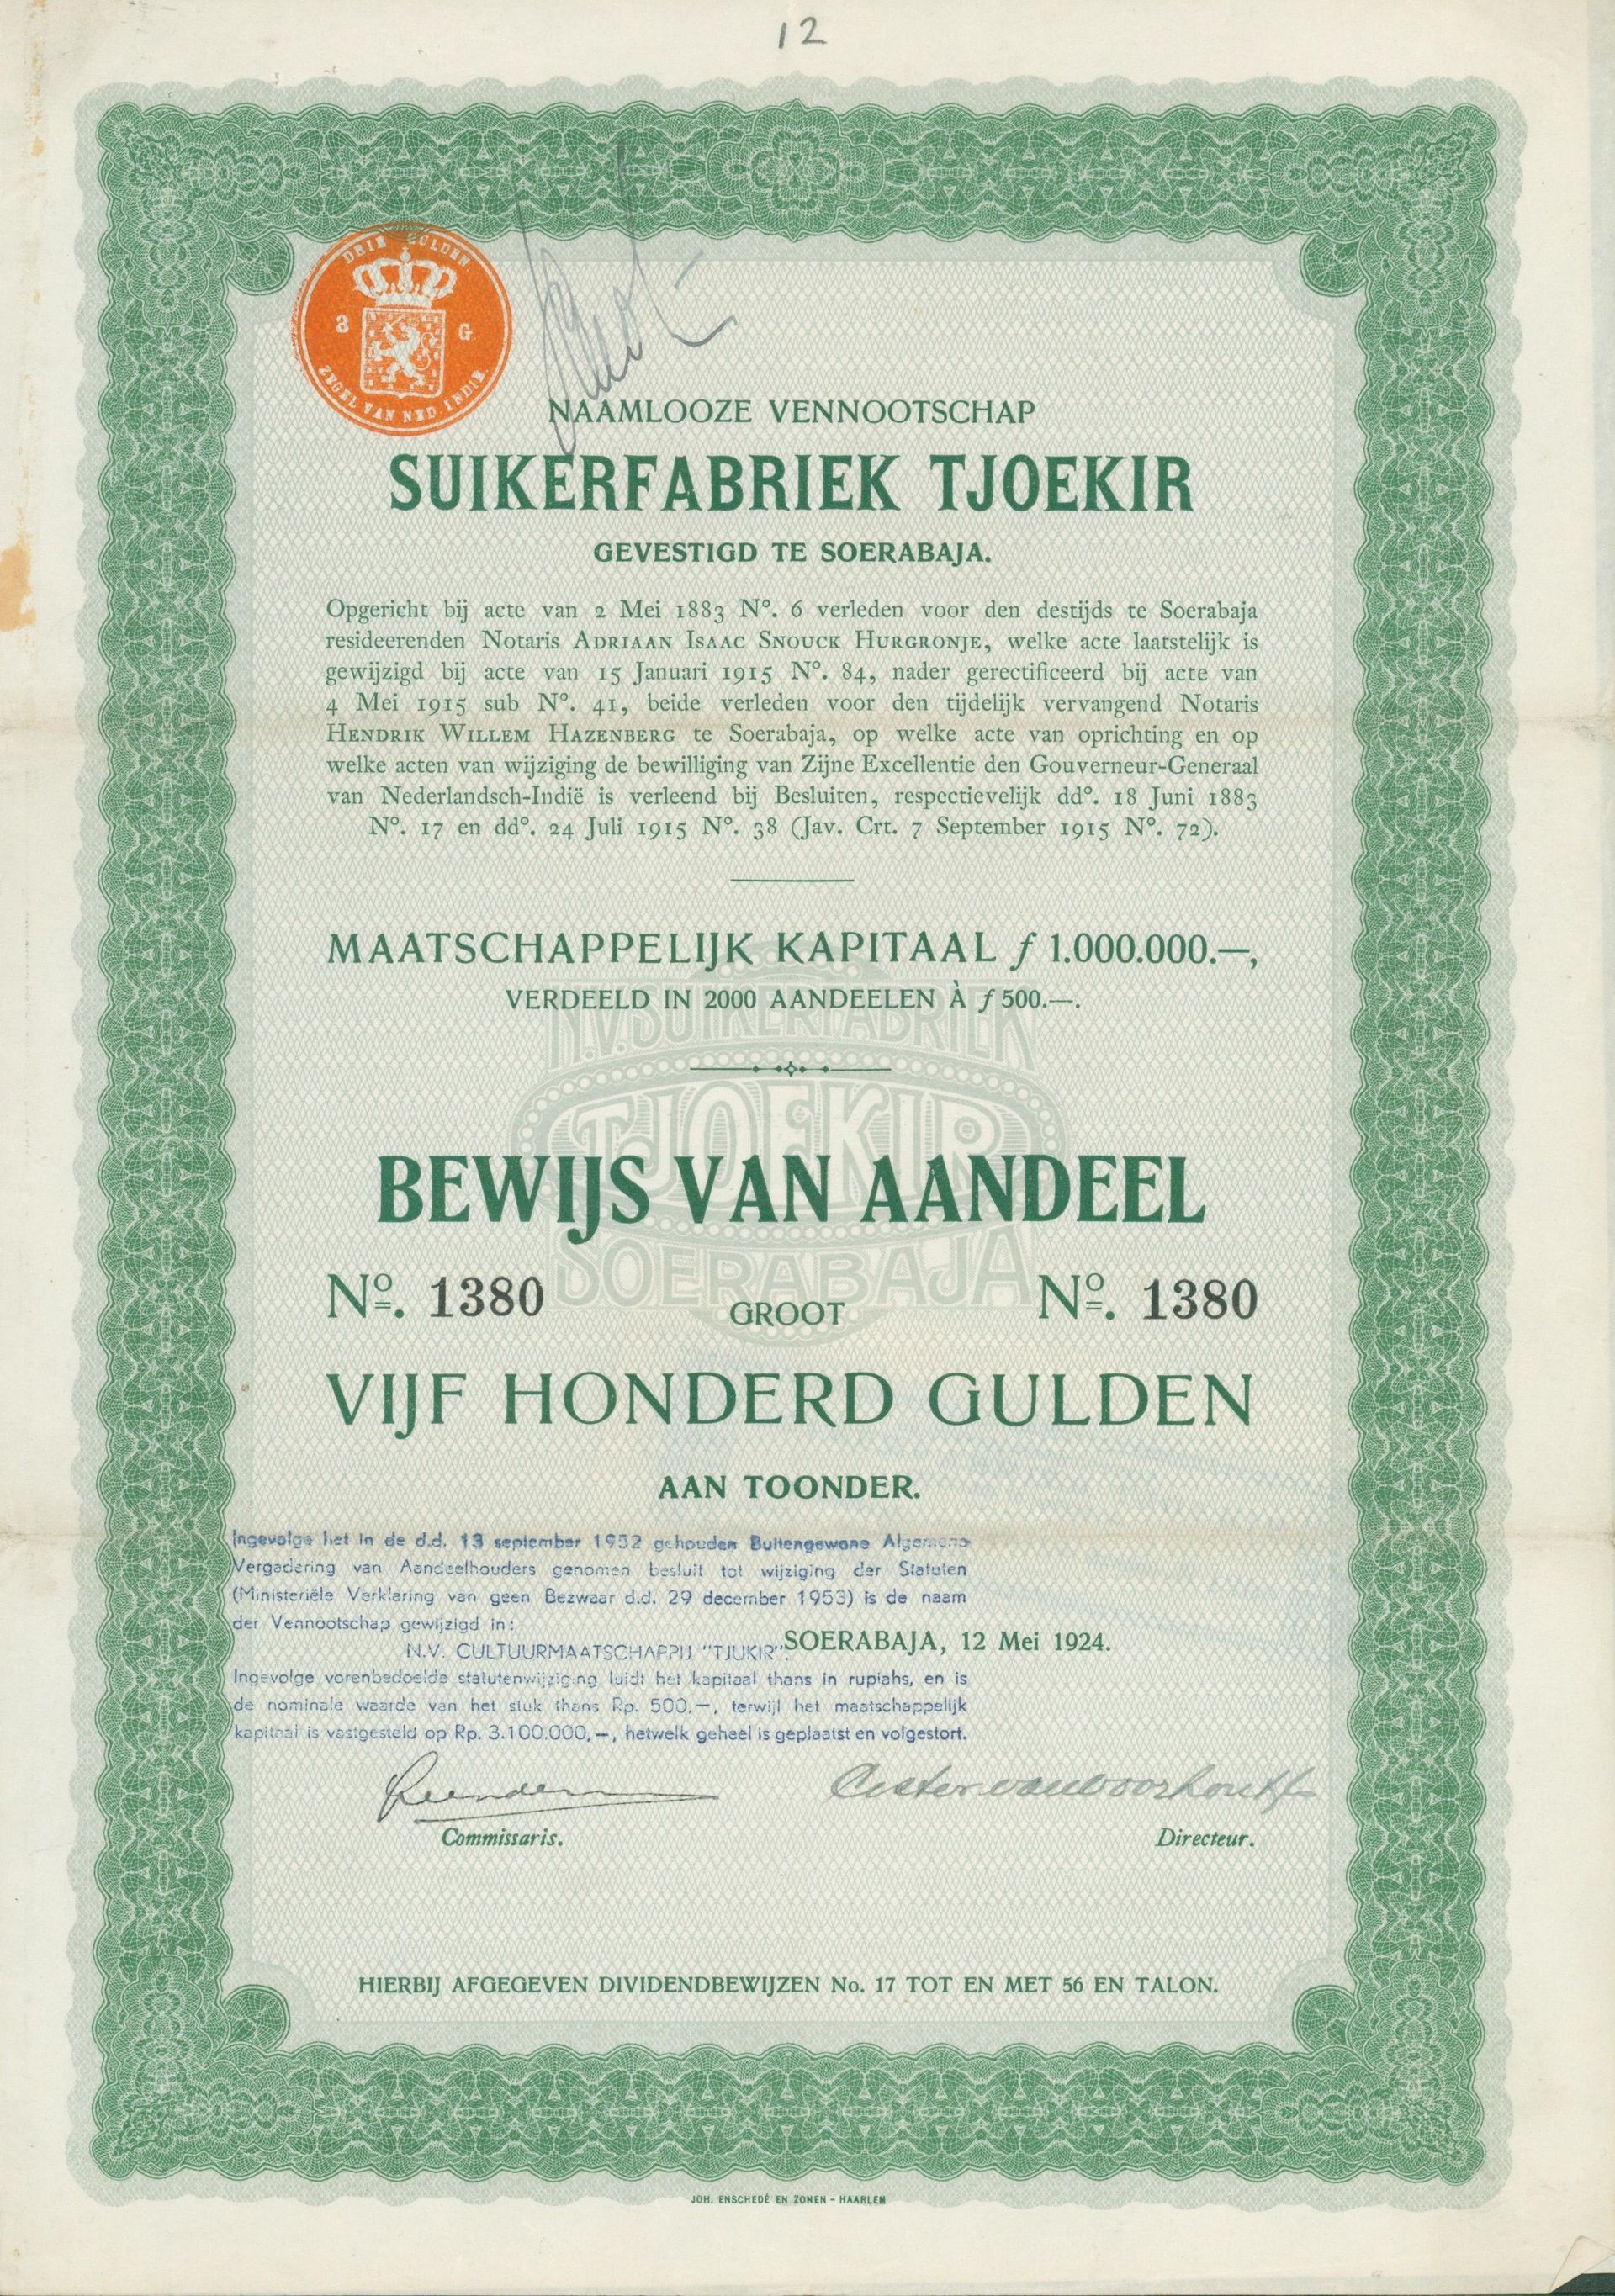 12
DRIE GULDEN
3 G
ZEGEL VAN NED. INDIE.
NAAMLOOZE VENNOOTSCHAP
SUIKERFABRIEK TJOEKIR
GEVESTIGD TE SOERABAJA.
Opgericht bij acte van 2 Mei 1883 Nº. 6 verleden voor den destijds te Soerabaja
resideerenden Notaris ADRIAAN ISAAC SNOUCK HURGRONJE, welke acte laatstelijk is
gewijzigd bij acte van 15 Januari 1915 Nº. 84, nader gerectificeerd bij acte van
4 Mei 1915 sub Nº. 41, beide verleden voor den tijdelijk vervangend Notaris
HENDRIK WILLEM HAZENBERG te Soerabaja, op welke acte van oprichting en op
welke acten van wijziging de bewilliging van Zijne Excellentie den Gouverneur-Generaal
van Nederlandsch-Indië is verleend bij Besluiten, respectievelijk ddº. 18 Juni 1883
Nº. 17 en ddº. 24 Juli 1915 Nº. 38 (Jav. Crt. 7 September 1915 Nº. 72).
MAATSCHAPPELIJK KAPITAAL ƒ 1.000.000.—,
VERDEELD IN 2000 AANDEELEN À ƒ 500.—.
N.V. SUIKERFABRIEK
TJOEKIR
SOERABAJA
BEWIJS VAN AANDEEL
Nº. 1380 GROOT Nº. 1380
VIJF HONDERD GULDEN
AAN TOONDER.
Ingevolge het in de d.d. 13 september 1952 gehouden Buitengewone Algemene
Vergadering van Aandeelhouders genomen besluit tot wijziging der Statuten
(Ministeriële Verklaring van geen Bezwaar d.d. 29 december 1953) is de naam
der Vennootschap gewijzigd in:
N.V. CULTUURMAATSCHAPPIJ "TJUKIR".
SOERABAJA, 12 Mei 1924.
Ingevolge vorenbedoelde statutenwijziging luidt het kapitaal thans in rupiahs, en is
de nominale waarde van het stuk thans Rp. 500.—, terwijl het maatschappelijk
kapitaal is vastgesteld op Rp. 3.100.000,—, hetwelk geheel is geplaatst en volgestort.
Commissaris. Directeur.
HIERBIJ AFGEGEVEN DIVIDENDBEWIJZEN No. 17 TOT EN MET 56 EN TALON.
JOH. ENSCHEDÉ EN ZONEN - HAARLEM